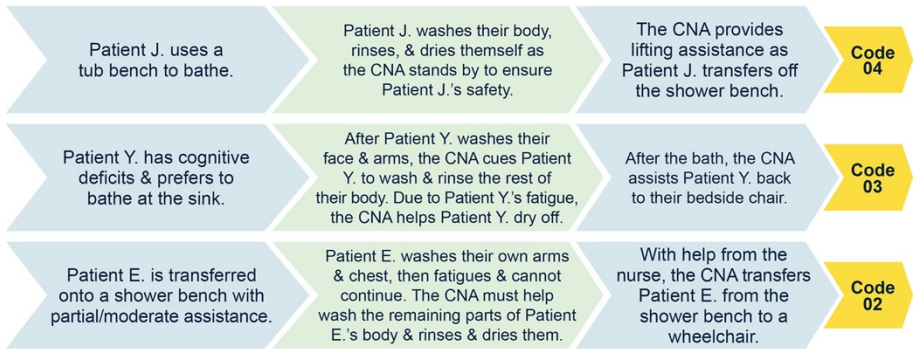 Patient J. uses a
tub bench to bathe.
Patient J. washes their body,
rinses, & dries themself as
the CNA stands by to ensure
Patient J.'s safety.
The CNA provides
lifting assistance as
Patient J. transfers off
the shower bench.
Code
04
Patient Y. has cognitive
deficits & prefers to
bathe at the sink.
After Patient Y. washes their
face & arms, the CNA cues Patient
Y. to wash & rinse the rest of
their body. Due to Patient Y.'s fatigue,
the CNA helps Patient Y. dry off.
After the bath, the CNA
assists Patient Y. back
to their bedside chair.
Code
03
Patient E. is transferred
onto a shower bench with
partial/moderate assistance.
Patient E. washes their own arms
& chest, then fatigues & cannot
continue. The CNA must help
wash the remaining parts of Patient
E.'s body & rinses & dries them.
With help from the
nurse, the CNA transfers
Patient E. from the
shower bench to a
wheelchair.
Code
02